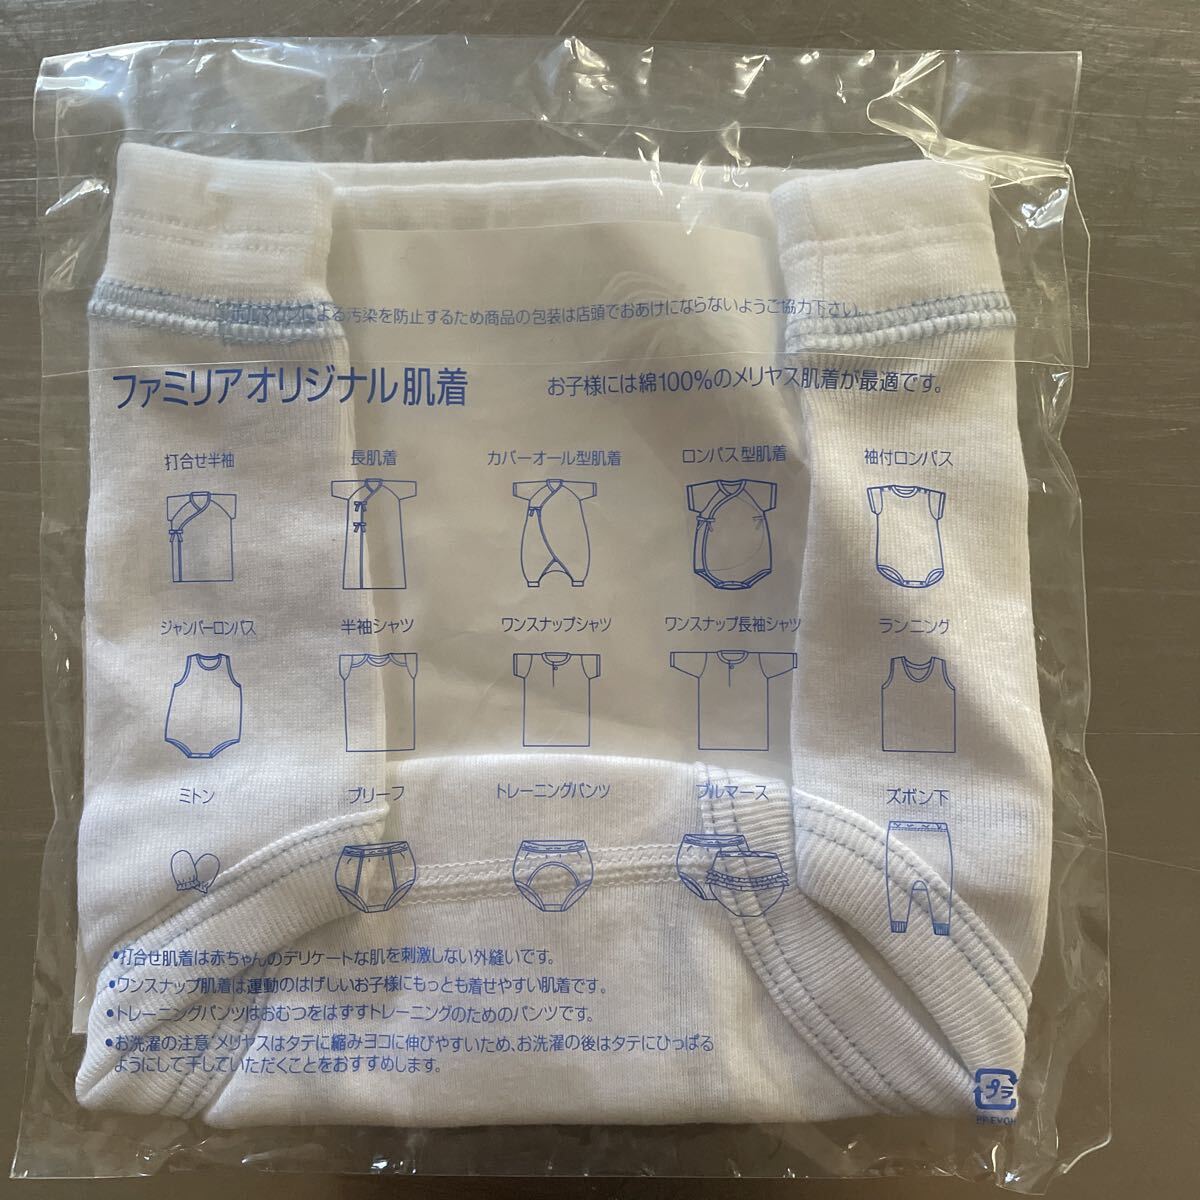 ホルマリンによる汚染を防止するため商品の包装は店頭でおあけにならないようご協力下さい。
ファミリアオリジナル肌着
お子様には綿100%のメリヤス肌着が最適です。
打合せ半袖 長肌着 カバーオール型肌着 ロンパス型肌着 袖付ロンパス
ジャンパーロンパス 半袖シャツ ワンスナップシャツ ワンスナップ長袖シャツ ランニング
ミトン ブリーフ トレーニングパンツ ブルマース ズボン下
•打合せ肌着は赤ちゃんのデリケートな肌を刺激しない外縫いです。
•ワンスナップ肌着は運動のはげしいお子様にもっとも着せやすい肌着です。
•トレーニングパンツはおむつをはずすトレーニングのためのパンツです。
•お洗濯の注意 メリヤスはタテに縮みヨコに伸びやすいため、お洗濯の後はタテにひっぱる
ようにして干していただくことをおすすめします。
プラ
PP.EVOH